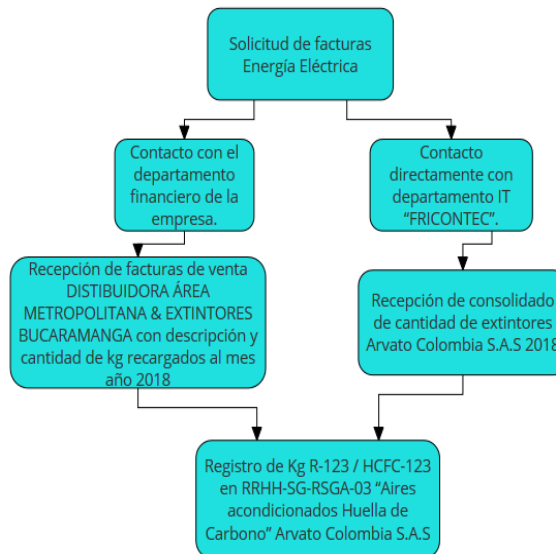 Solicitud de facturas
Energía Eléctrica
Contacto con el
departamento
financiero de la
empresa.
Contacto
directamente con
departamento IT
“FRICONTEC”.
Recepción de facturas de venta
DISTIBUIDORA ÁREA
METROPOLITANA & EXTINTORES
BUCARAMANGA con descripción y
cantidad de kg recargados al mes
año 2018
Recepción de consolidado
de cantidad de extintores
Arvato Colombia S.A.S 2018
Registro de Kg R-123 / HCFC-123
en RRHH-SG-RSGA-03 “Aires
acondicionados Huella de
Carbono” Arvato Colombia S.A.S